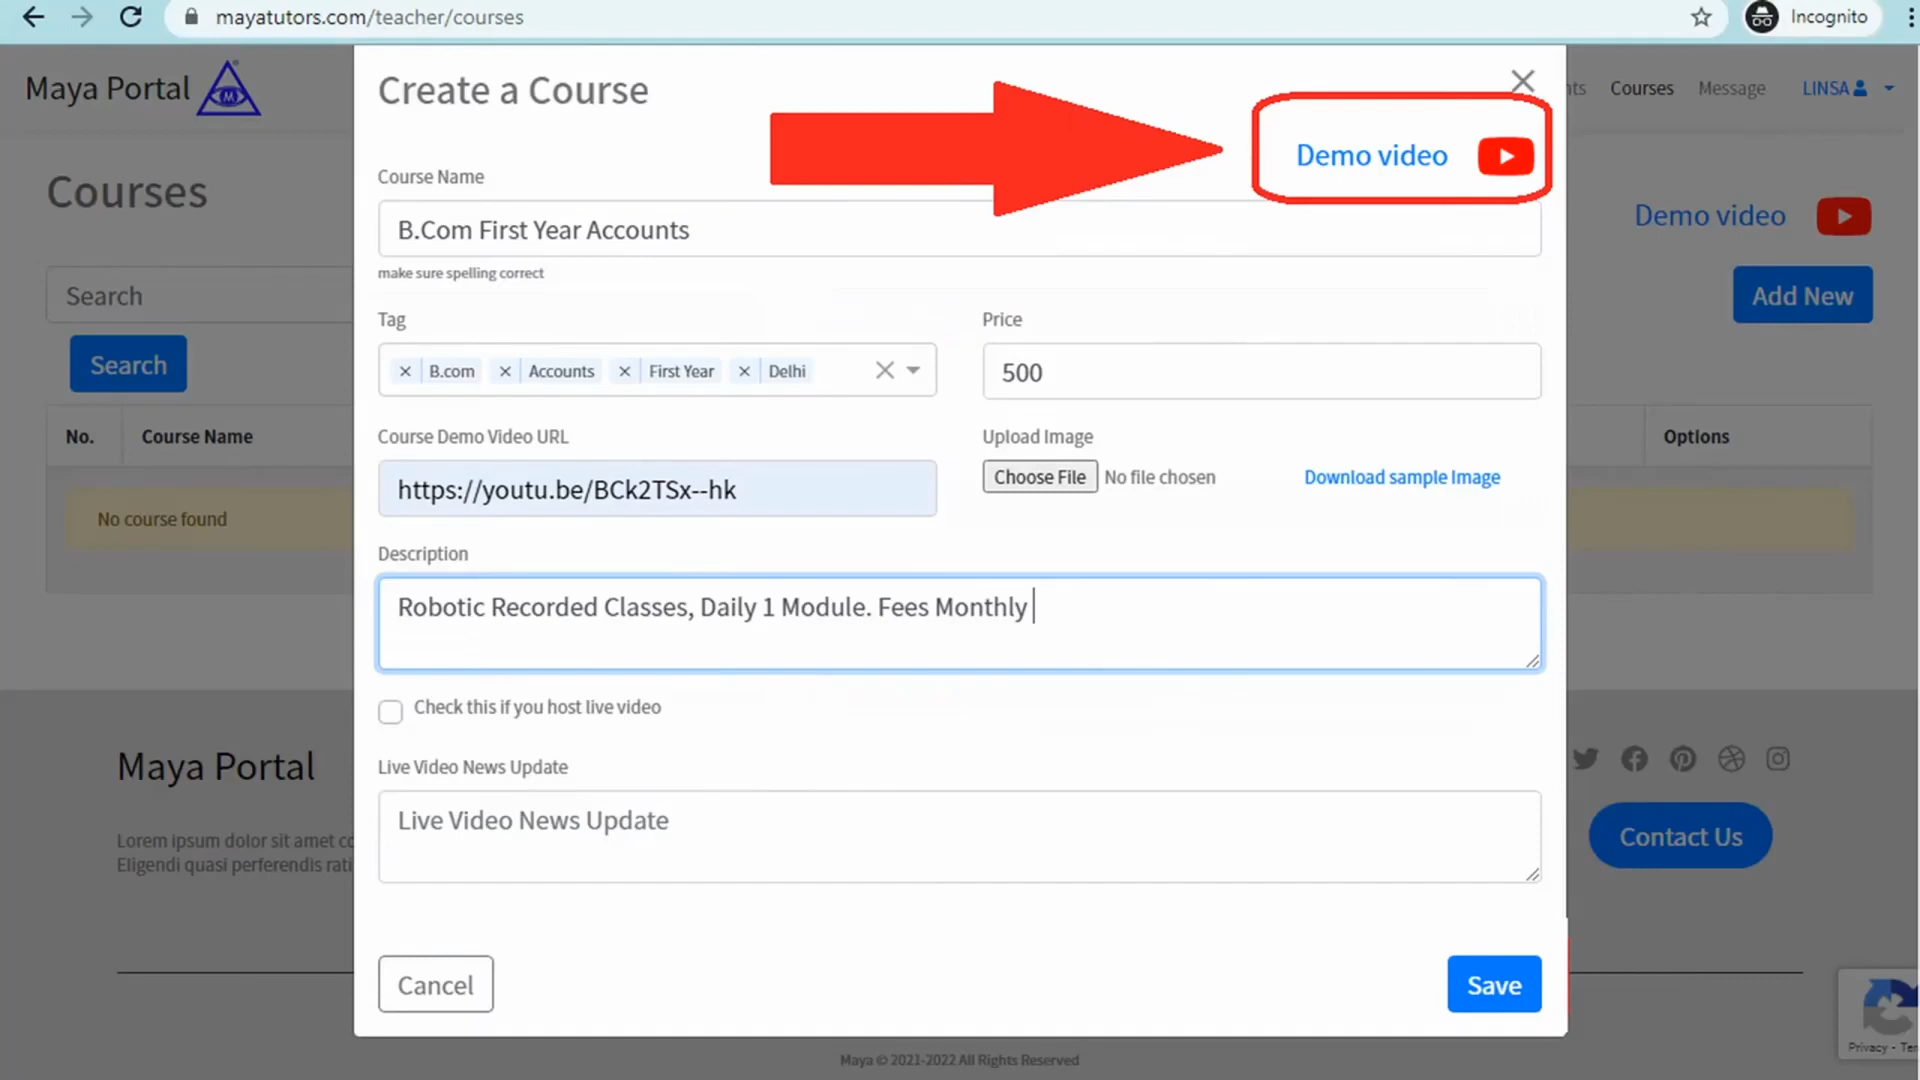 mayatutors.com/teacher/courses
Incognito
Maya Portal
M
Create a Course
Courses
Message
LINSA
Demo video
Course Name
Courses
B.Com First Year Accounts
Demo video
make sure spelling correct
Search
Add New
Tag
Price
Search
B.com
Accounts
First Year
Delhi
500
No.
Course Name
Course Demo Video URL
Upload Image
Options
https://youtu.be/BCk2TSx--hk
Choose File
No file chosen
Download sample Image
No course found
Description
Robotic Recorded Classes, Daily 1 Module. Fees Monthly
Check this if you host live video
Maya Portal
Live Video News Update
Live Video News Update
Lorem ipsum dolor sit amet
Eligendi quasi perferendis
Contact Us
Cancel
Save
Privacy -
Maya © 2021-2022 All Rights Reserved